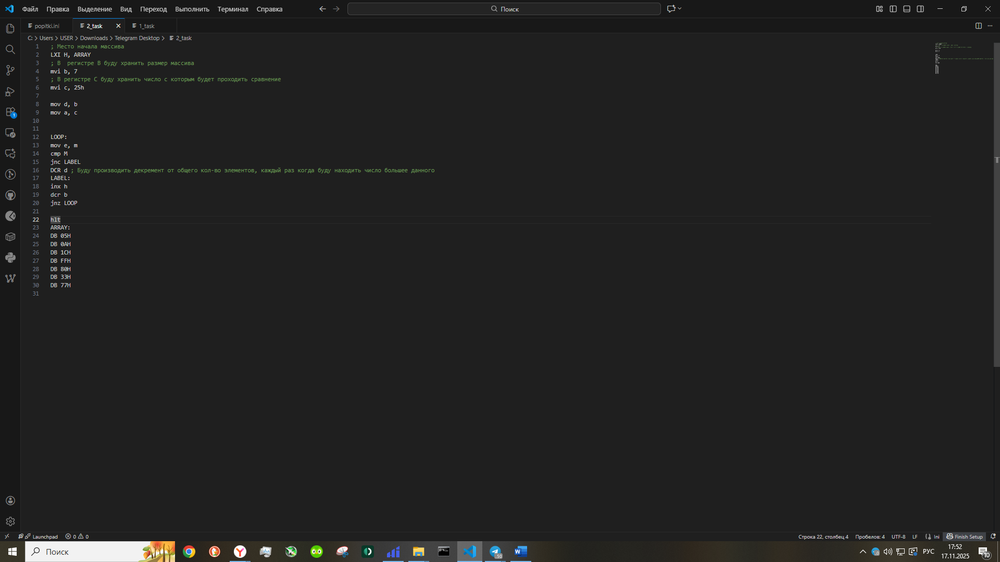 Файл Правка Выделение Вид Переход Выполнить Терминал Справка Поиск
popitki.ini 2_task 1_task
C: > Users > USER > Downloads > Telegram Desktop > 2_task
1 ; Место начала массива
2 LXI H, ARRAY
3 ; В  регистре B буду хранить размер массива
4 mvi b, 7
5 ; В регистре C буду хранить число с которым будет проходить сравнение
6 mvi c, 25h
7
8 mov d, b
9 mov a, c
10
11
12 LOOP:
13 mov e, m
14 cmp M
15 jnc LABEL
16 DCR d ; Буду производить декремент от общего кол-во элементов, каждый раз когда буду находить число большее данного
17 LABEL:
18 inx h
19 dcr b
20 jnz LOOP
21
22 hlt
23 ARRAY:
24 DB 05H
25 DB 0AH
26 DB 1CH
27 DB FFH
28 DB 80H
29 DB 33H
30 DB 77H
31
1
Launchpad 0 0 Строка 22, столбец 4 Пробелов: 4 UTF-8 LF Ini Finish Setup
Поиск РУС 17:52
17.11.2025
10